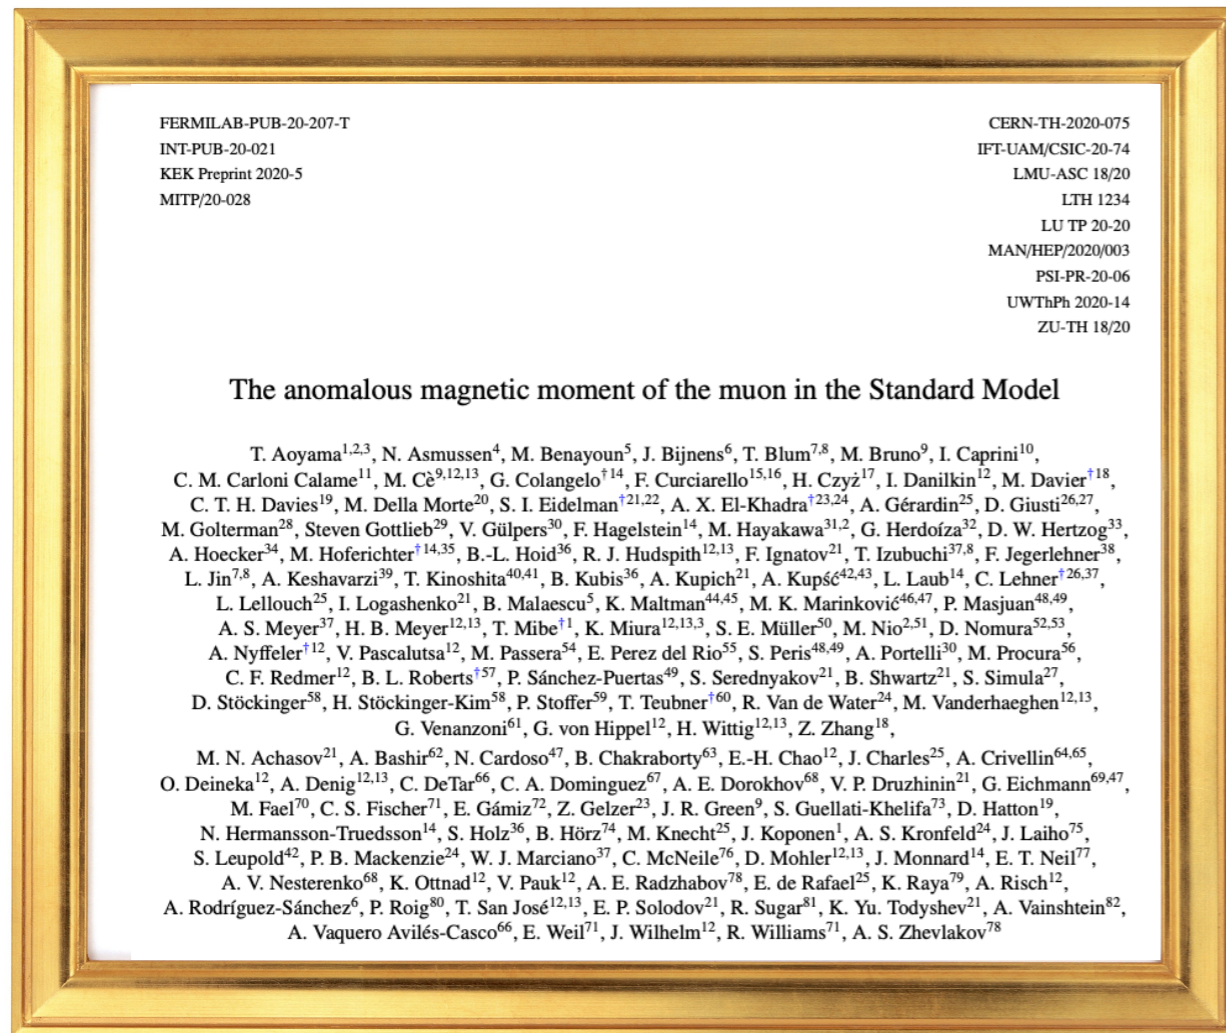 FERMILAB-PUB-20-207-T
INT-PUB-20-021
KEK Preprint 2020-5
MITP/20-028
CERN-TH-2020-075
IFT-UAM/CSIC-20-74
LMU-ASC 18/20
LTH 1234
LU TP 20-20
MAN/HEP/2020/003
PSI-PR-20-06
UWThPh 2020-14
ZU-TH 18/20
The anomalous magnetic moment of the muon in the Standard Model
T. Aoyama1,2,3, N. Asmussen4, M. Benayoun5, J. Bijnens6, T. Blum7,8, M. Bruno9, I. Caprini10,
C. M. Carloni Calame11, M. Cè9,12,13, G. Colangelo†14, F. Curciarello15,16, H. Czyż17, I. Danilkin12, M. Davier†18,
C. T. H. Davies19, M. Della Morte20, S. I. Eidelman†21,22, A. X. El-Khadra†23,24, A. Gérardin25, D. Giusti26,27,
M. Golterman28, Steven Gottlieb29, V. Gülpers30, F. Hagelstein14, M. Hayakawa31,2, G. Herdoíza32, D. W. Hertzog33,
A. Hoecker34, M. Hoferichter†14,35, B.-L. Hoid36, R. J. Hudspith12,13, F. Ignatov21, T. Izubuchi37,8, F. Jegerlehner38,
L. Jin7,8, A. Keshavarzi39, T. Kinoshita40,41, B. Kubis36, A. Kupich21, A. Kupść42,43, L. Laub14, C. Lehner†26,37,
L. Lellouch25, I. Logashenko21, B. Malaescu5, K. Maltman44,45, M. K. Marinković46,47, P. Masjuan48,49,
A. S. Meyer37, H. B. Meyer12,13, T. Mibe†1, K. Miura12,13,3, S. E. Müller50, M. Nio2,51, D. Nomura52,53,
A. Nyffeler†12, V. Pascalutsa12, M. Passera54, E. Perez del Rio55, S. Peris48,49, A. Portelli30, M. Procura56,
C. F. Redmer12, B. L. Roberts†57, P. Sánchez-Puertas49, S. Serednyakov21, B. Shwartz21, S. Simula27,
D. Stöckinger58, H. Stöckinger-Kim58, P. Stoffer59, T. Teubner†60, R. Van de Water24, M. Vanderhaeghen12,13,
G. Venanzoni61, G. von Hippel12, H. Wittig12,13, Z. Zhang18,
M. N. Achasov21, A. Bashir62, N. Cardoso47, B. Chakraborty63, E.-H. Chao12, J. Charles25, A. Crivellin64,65,
O. Deineka12, A. Denig12,13, C. DeTar66, C. A. Dominguez67, A. E. Dorokhov68, V. P. Druzhinin21, G. Eichmann69,47,
M. Fael70, C. S. Fischer71, E. Gámiz72, Z. Gelzer23, J. R. Green9, S. Guellati-Khelifa73, D. Hatton19,
N. Hermansson-Truedsson14, S. Holz36, B. Hörz74, M. Knecht25, J. Koponen1, A. S. Kronfeld24, J. Laiho75,
S. Leupold42, P. B. Mackenzie24, W. J. Marciano37, C. McNeile76, D. Mohler12,13, J. Monnard14, E. T. Neil77,
A. V. Nesterenko68, K. Ottnad12, V. Pauk12, A. E. Radzhabov78, E. de Rafael25, K. Raya79, A. Risch12,
A. Rodríguez-Sánchez6, P. Roig80, T. San José12,13, E. P. Solodov21, R. Sugar81, K. Yu. Todyshev21, A. Vainshtein82,
A. Vaquero Avilés-Casco66, E. Weil71, J. Wilhelm12, R. Williams71, A. S. Zhevlakov78